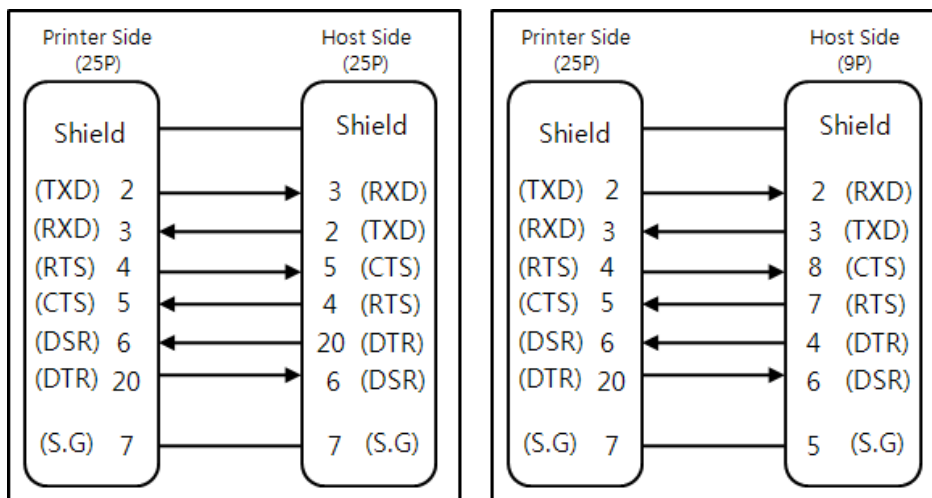 Printer Side
(25P)
Host Side
(25P)
Shield
Shield
(TXD) 2
3 (RXD)
(RXD) 3
2 (TXD)
(RTS) 4
5 (CTS)
(CTS) 5
4 (RTS)
(DSR) 6
20 (DTR)
(DTR) 20
6 (DSR)
(S.G) 7
7 (S.G)
Printer Side
(25P)
Host Side
(9P)
Shield
Shield
(TXD) 2
2 (RXD)
(RXD) 3
3 (TXD)
(RTS) 4
8 (CTS)
(CTS) 5
7 (RTS)
(DSR) 6
4 (DTR)
(DTR) 20
6 (DSR)
(S.G) 7
5 (S.G)